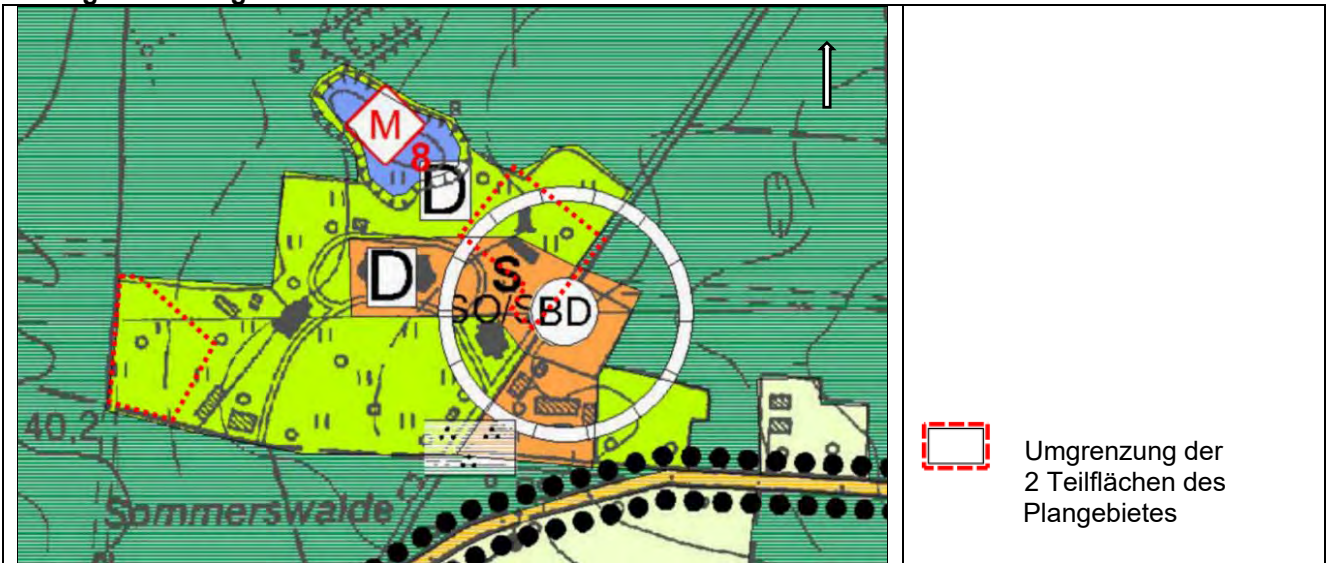 5
M
8
D
D
S
SO/SBD
40,2
Sommerswalde
Umgrenzung der
2 Teilflächen des
Plangebietes